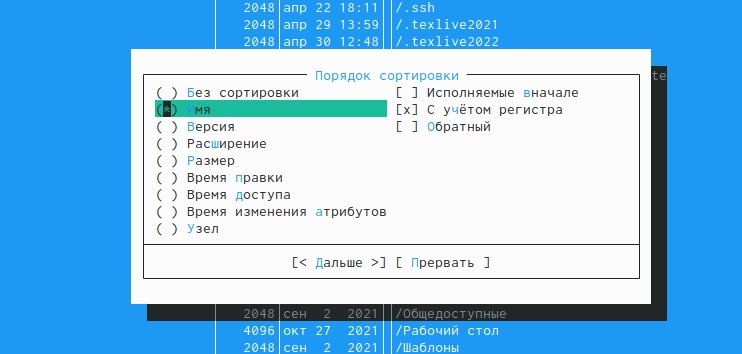 2048 апр 22 18:11 /.ssh
2048 апр 29 13:59 /.texlive2021
2048 апр 30 12:48 /.texlive2022
te
Порядок сортировки
( ) Без сортировки [ ] Исполняемые вначале
(*) Имя [x] С учётом регистра
( ) Версия [ ] Обратный
( ) Расширение
( ) Размер
( ) Время правки
( ) Время доступа
( ) Время изменения атрибутов
( ) Узел
[< Дальше >] [ Прервать ]
2048 сен 2 2021 /Общедоступные
4096 окт 27 2021 /Рабочий стол
2048 сен 2 2021 /Шаблоны